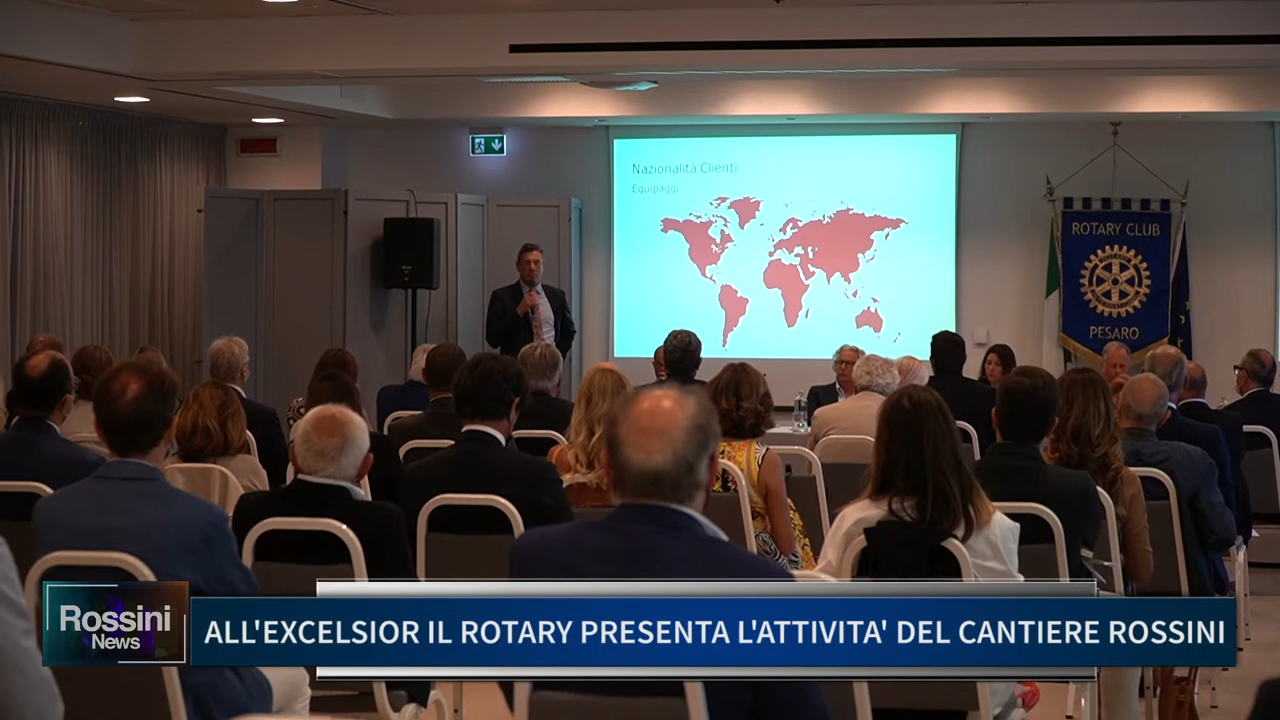 Nazionalità Clienti
Equipaggi
ROTARY CLUB
PESARO
Rossini
News
ALL'EXCELSIOR IL ROTARY PRESENTA L'ATTIVITA' DEL CANTIERE ROSSINI